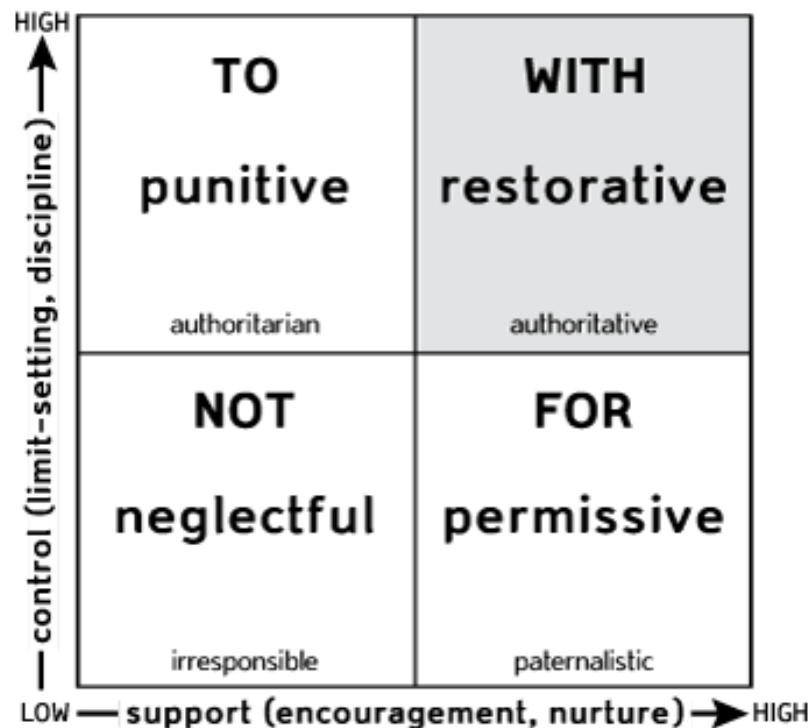 HIGH
TO
punitive
authoritarian
WITH
restorative
authoritative
NOT
neglectful
irresponsible
FOR
permissive
paternalistic
control (limit-setting, discipline)
LOW
support (encouragement, nurture)
HIGH